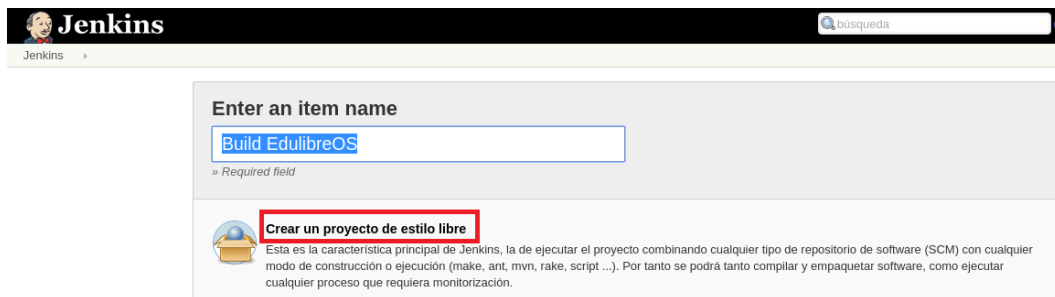 Jenkins
búsqueda
Jenkins
Enter an item name
Build EdulibreOS
» Required field
Crear un proyecto de estilo libre
Esta es la característica principal de Jenkins, la de ejecutar el proyecto combinando cualquier tipo de repositorio de software (SCM) con cualquier
modo de construcción o ejecución (make, ant, mvn, rake, script ...). Por tanto se podrá tanto compilar y empaquetar software, como ejecutar
cualquier proceso que requiera monitorización.